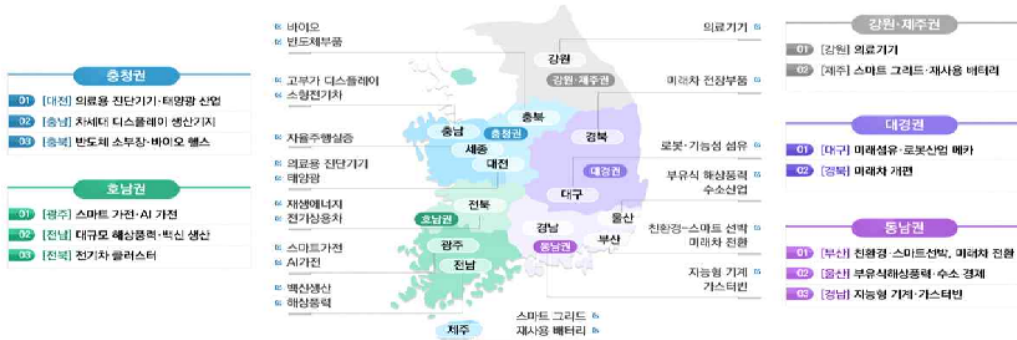 충청권
01 [대전] 의료용 진단기기·태양광 산업
02 [충남] 차세대 디스플레이 생산기지
03 [충북] 반도체 소부장·바이오 헬스
호남권
01 [광주] 스마트 가전·AI 가전
02 [전남] 대규모 해상풍력·백신 생산
03 [전북] 전기차 클러스터
바이오
반도체부품
고부가 디스플레이
소형전기차
자율주행실증
의료용 진단기기
태양광
재생에너지
전기상용차
스마트가전
AI가전
백신생산
해상풍력
강원
강원·제주권
충북
충남
충청권
세종
대전
경북
대경권
대구
전북
호남권
광주
전남
경남
동남권
울산
부산
제주
의료기기
미래차 전장부품
로봇·기능성 섬유
부유식 해상풍력
수소산업
친환경-스마트 선박
미래차 전환
지능형 기계
가스터빈
스마트 그리드
재사용 배터리
강원·제주권
01 [강원] 의료기기
02 [제주] 스마트 그리드·재사용 배터리
대경권
01 [대구] 미래섬유·로봇산업 메카
02 [경북] 미래차 개편
동남권
01 [부산] 친환경·스마트선박, 미래차 전환
02 [울산] 부유식해상풍력·수소 경제
03 [경남] 지능형 기계·가스터빈